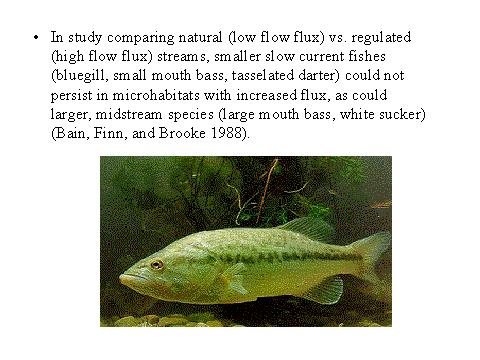 • In study comparing natural (low flow flux) vs. regulated
(high flow flux) streams, smaller slow current fishes
(bluegill, small mouth bass, tasselated darter) could not
persist in microhabitats with increased flux, as could
larger, midstream species (large mouth bass, white sucker)
(Bain, Finn, and Brooke 1988).